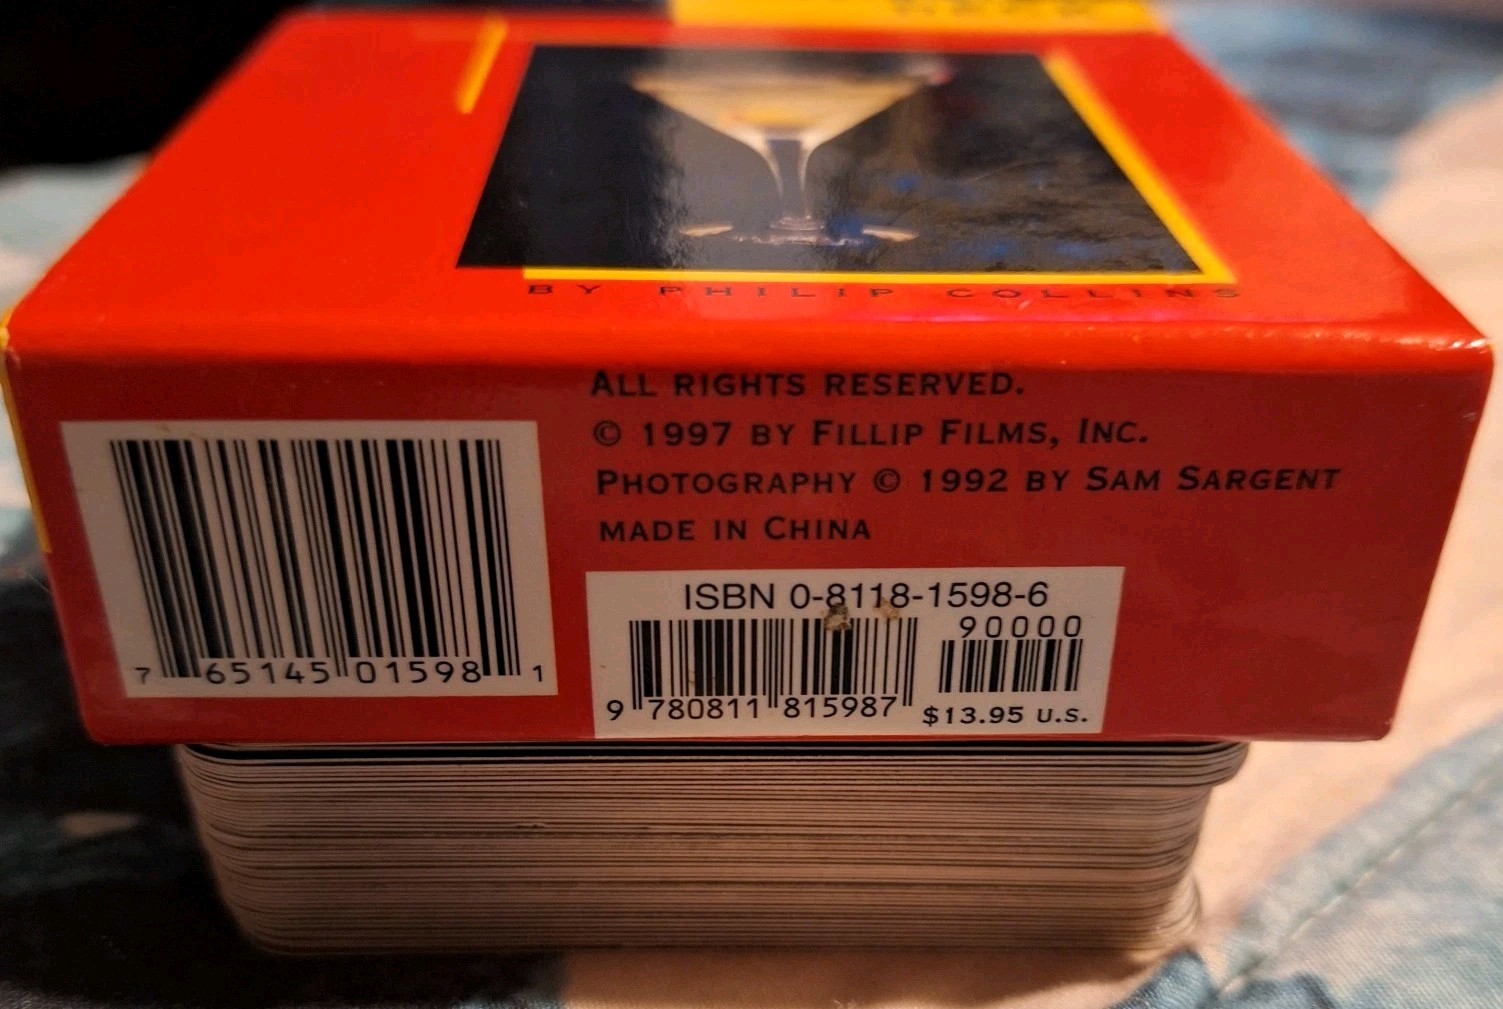 BY PHILIP COLLINS
ALL RIGHTS RESERVED.
© 1997 BY FILLIP FILMS, INC.
PHOTOGRAPHY © 1992 BY SAM SARGENT
MADE IN CHINA
7 65145 01598 1
ISBN 0-8118-1598-6
90000
9 780811 815987
$13.95 U.S.